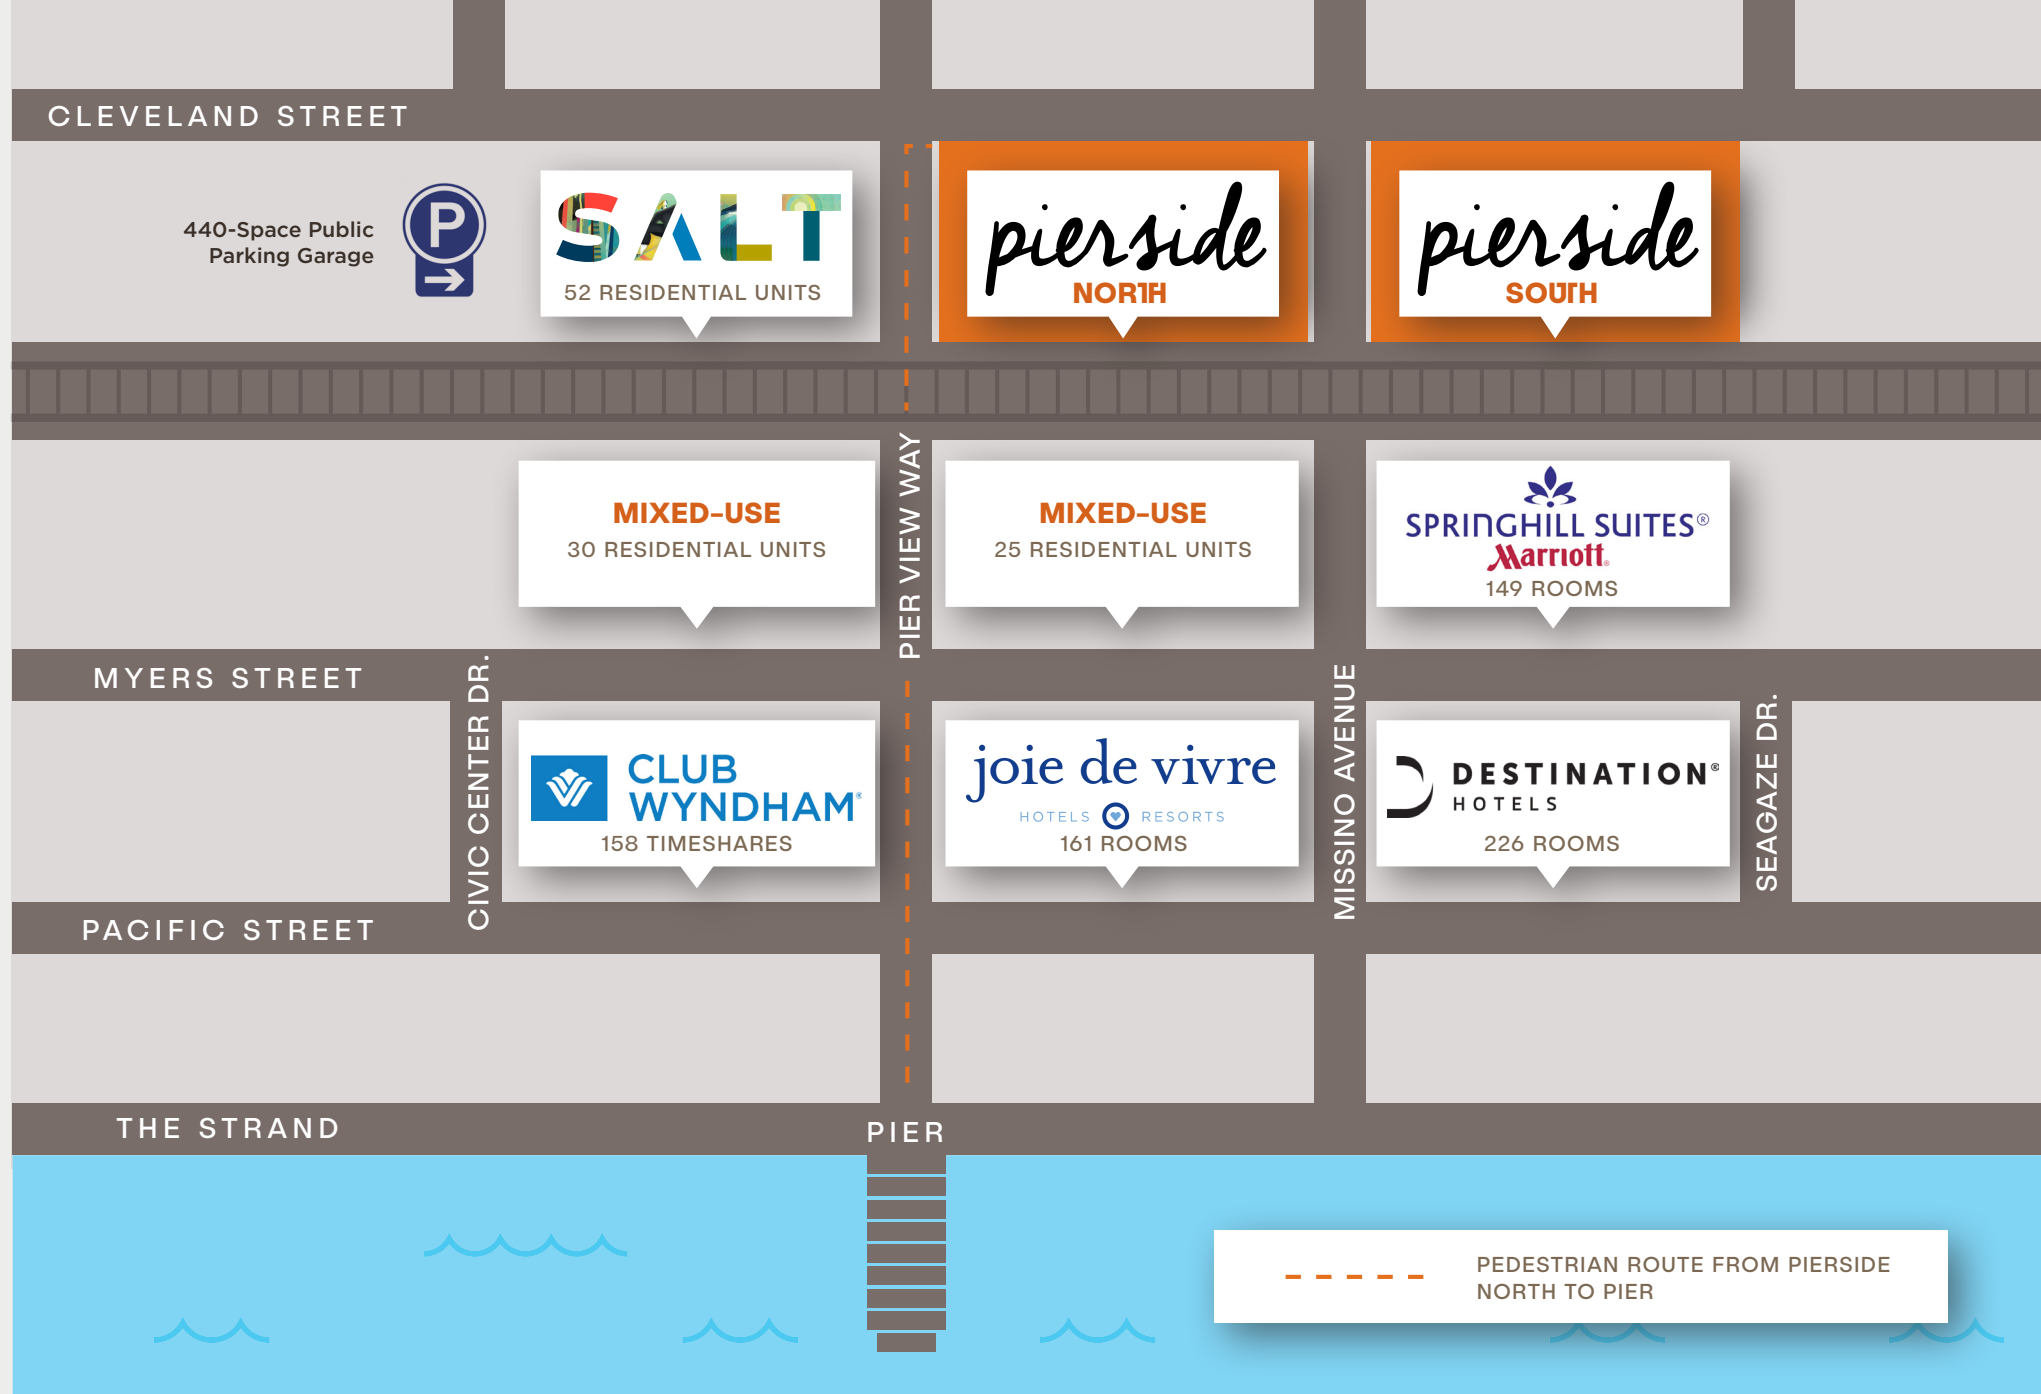 CLEVELAND STREET
440-Space Public
Parking Garage
P
SALT
52 RESIDENTIAL UNITS
pierside
NORTH
pierside
SOUTH
MIXED-USE
30 RESIDENTIAL UNITS
PIER VIEW WAY
MIXED-USE
25 RESIDENTIAL UNITS
SPRINGHILL SUITES®
Marriott®
149 ROOMS
MYERS STREET
CIVIC CENTER DR.
CLUB
WYNDHAM®
158 TIMESHARES
joie de vivre
HOTELS RESORTS
161 ROOMS
MISSINO AVENUE
DESTINATION®
HOTELS
226 ROOMS
SEAGAZE DR.
PACIFIC STREET
THE STRAND
PIER
PEDESTRIAN ROUTE FROM PIERSIDE
NORTH TO PIER